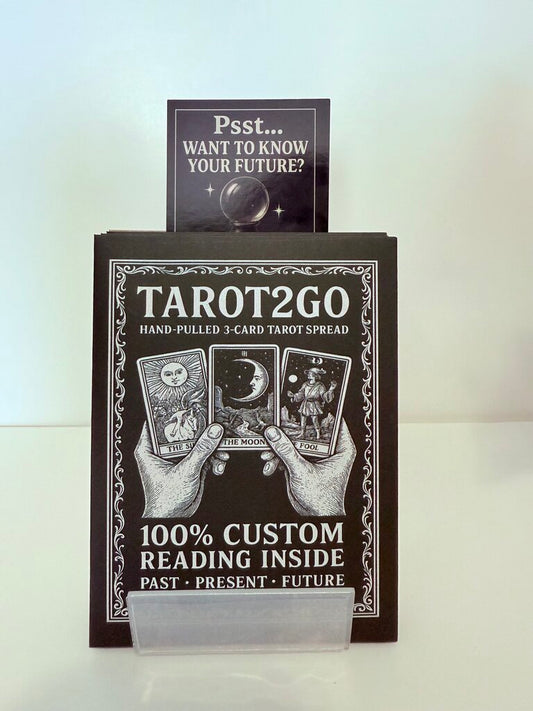 Psst...
WANT TO KNOW
YOUR FUTURE?
TAROT2GO
HAND-PULLED 3-CARD TAROT SPREAD
THE MOON
FOOL
100% CUSTOM
READING INSIDE
PAST · PRESENT · FUTURE